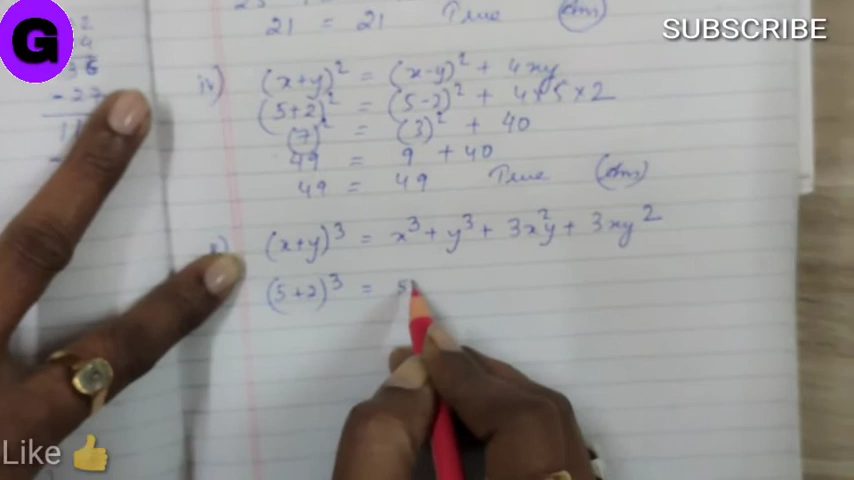 SUBSCRIBE
G
21 = 21 True (Ans)
iv) (x+y)² = (x-y)² + 4xy
(5+2)² = (5-2)² + 4×5×2
(7)² = (3)² + 40
49 = 9 + 40
49 = 49 True (Ans)
(x+y)³ = x³ + y³ + 3x²y + 3xy²
(5+2)³ = 5
Like 👍